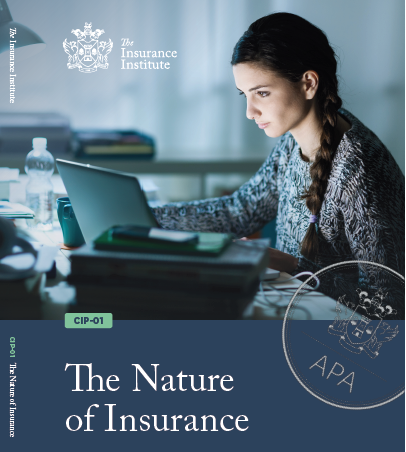 The Insurance Institute
The
Insurance
Institute
CIP-01
APA
The Nature
of Insurance
CIP-01 The Nature of Insurance